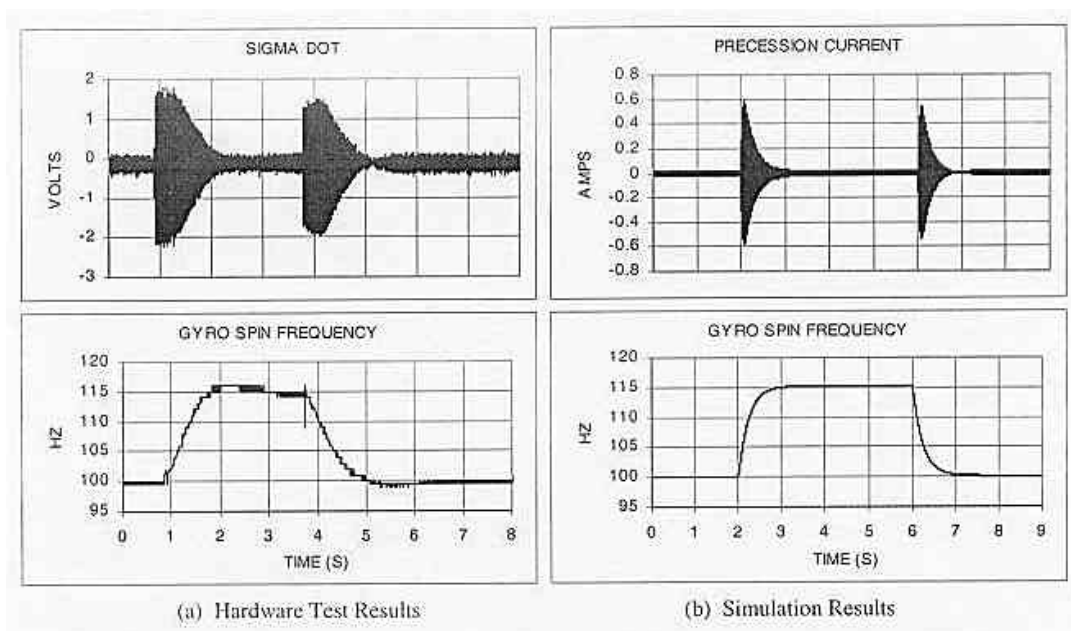 SIGMA DOT
2
1
0
-1
-2
-3
VOLTS
PRECESSION CURRENT
0.8
0.6
0.4
0.2
0
-0.2
-0.4
-0.6
-0.8
AMPS
GYRO SPIN FREQUENCY
120
115
110
105
100
95
HZ
0 1 2 3 4 5 6 7 8
TIME (S)
GYRO SPIN FREQUENCY
120
115
110
105
100
95
HZ
0 1 2 3 4 5 6 7 8 9
TIME (S)
(a) Hardware Test Results
(b) Simulation Results